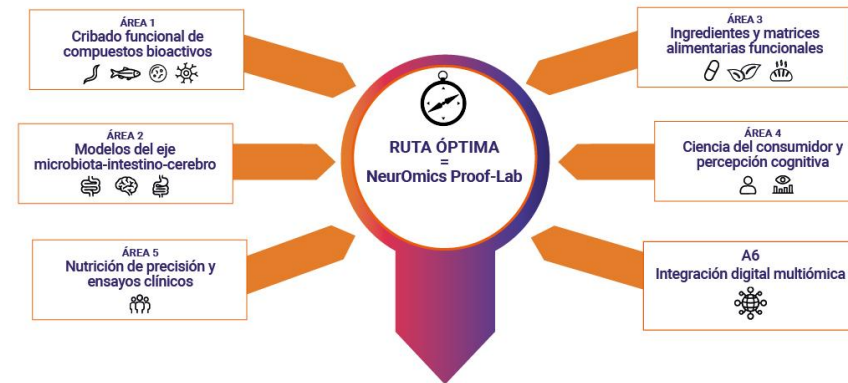 ÁREA 1
Cribado funcional de
compuestos bioactivos
ÁREA 2
Modelos del eje
microbiota-intestino-cerebro
ÁREA 5
Nutrición de precisión y
ensayos clínicos
RUTA ÓPTIMA
=
NeurOmics Proof-Lab
ÁREA 3
Ingredientes y matrices
alimentarias funcionales
ÁREA 4
Ciencia del consumidor y
percepción cognitiva
A6
Integración digital multiómica